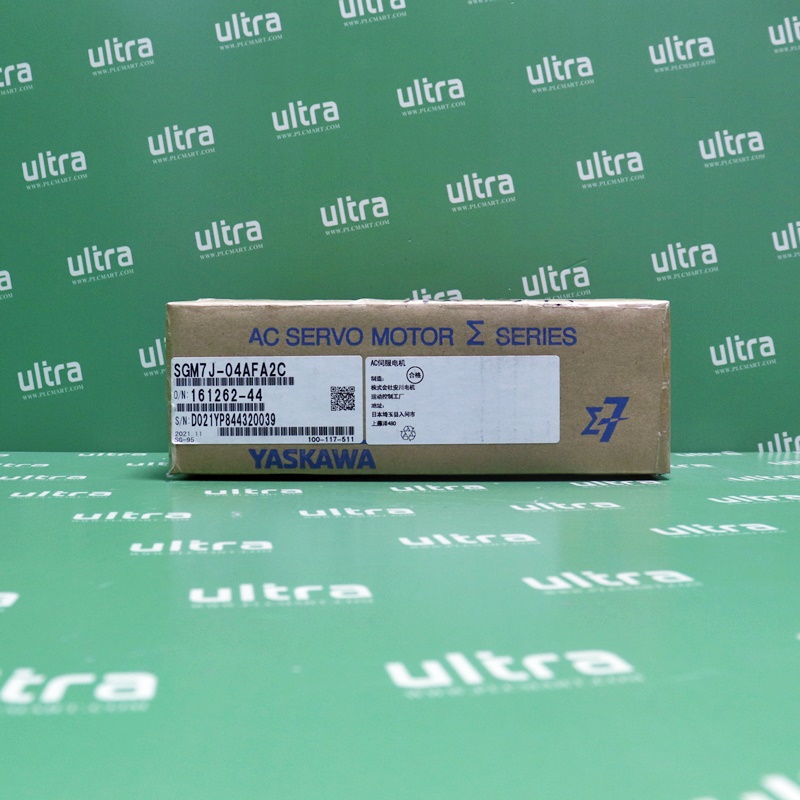 AC SERVO MOTOR Σ SERIES
SGM7J-04AFA2C
O/N: 161262-44
S/N: D021YP844320039
2021.11
SG-95
100-117-511
AC伺服电机
合格
制造:
株式会社安川电机
运动控制工厂
地址:
日本埼玉县入间市
上藤泽480
Σ-7
YASKAWA
ultra
WWW.PLCMART.COM